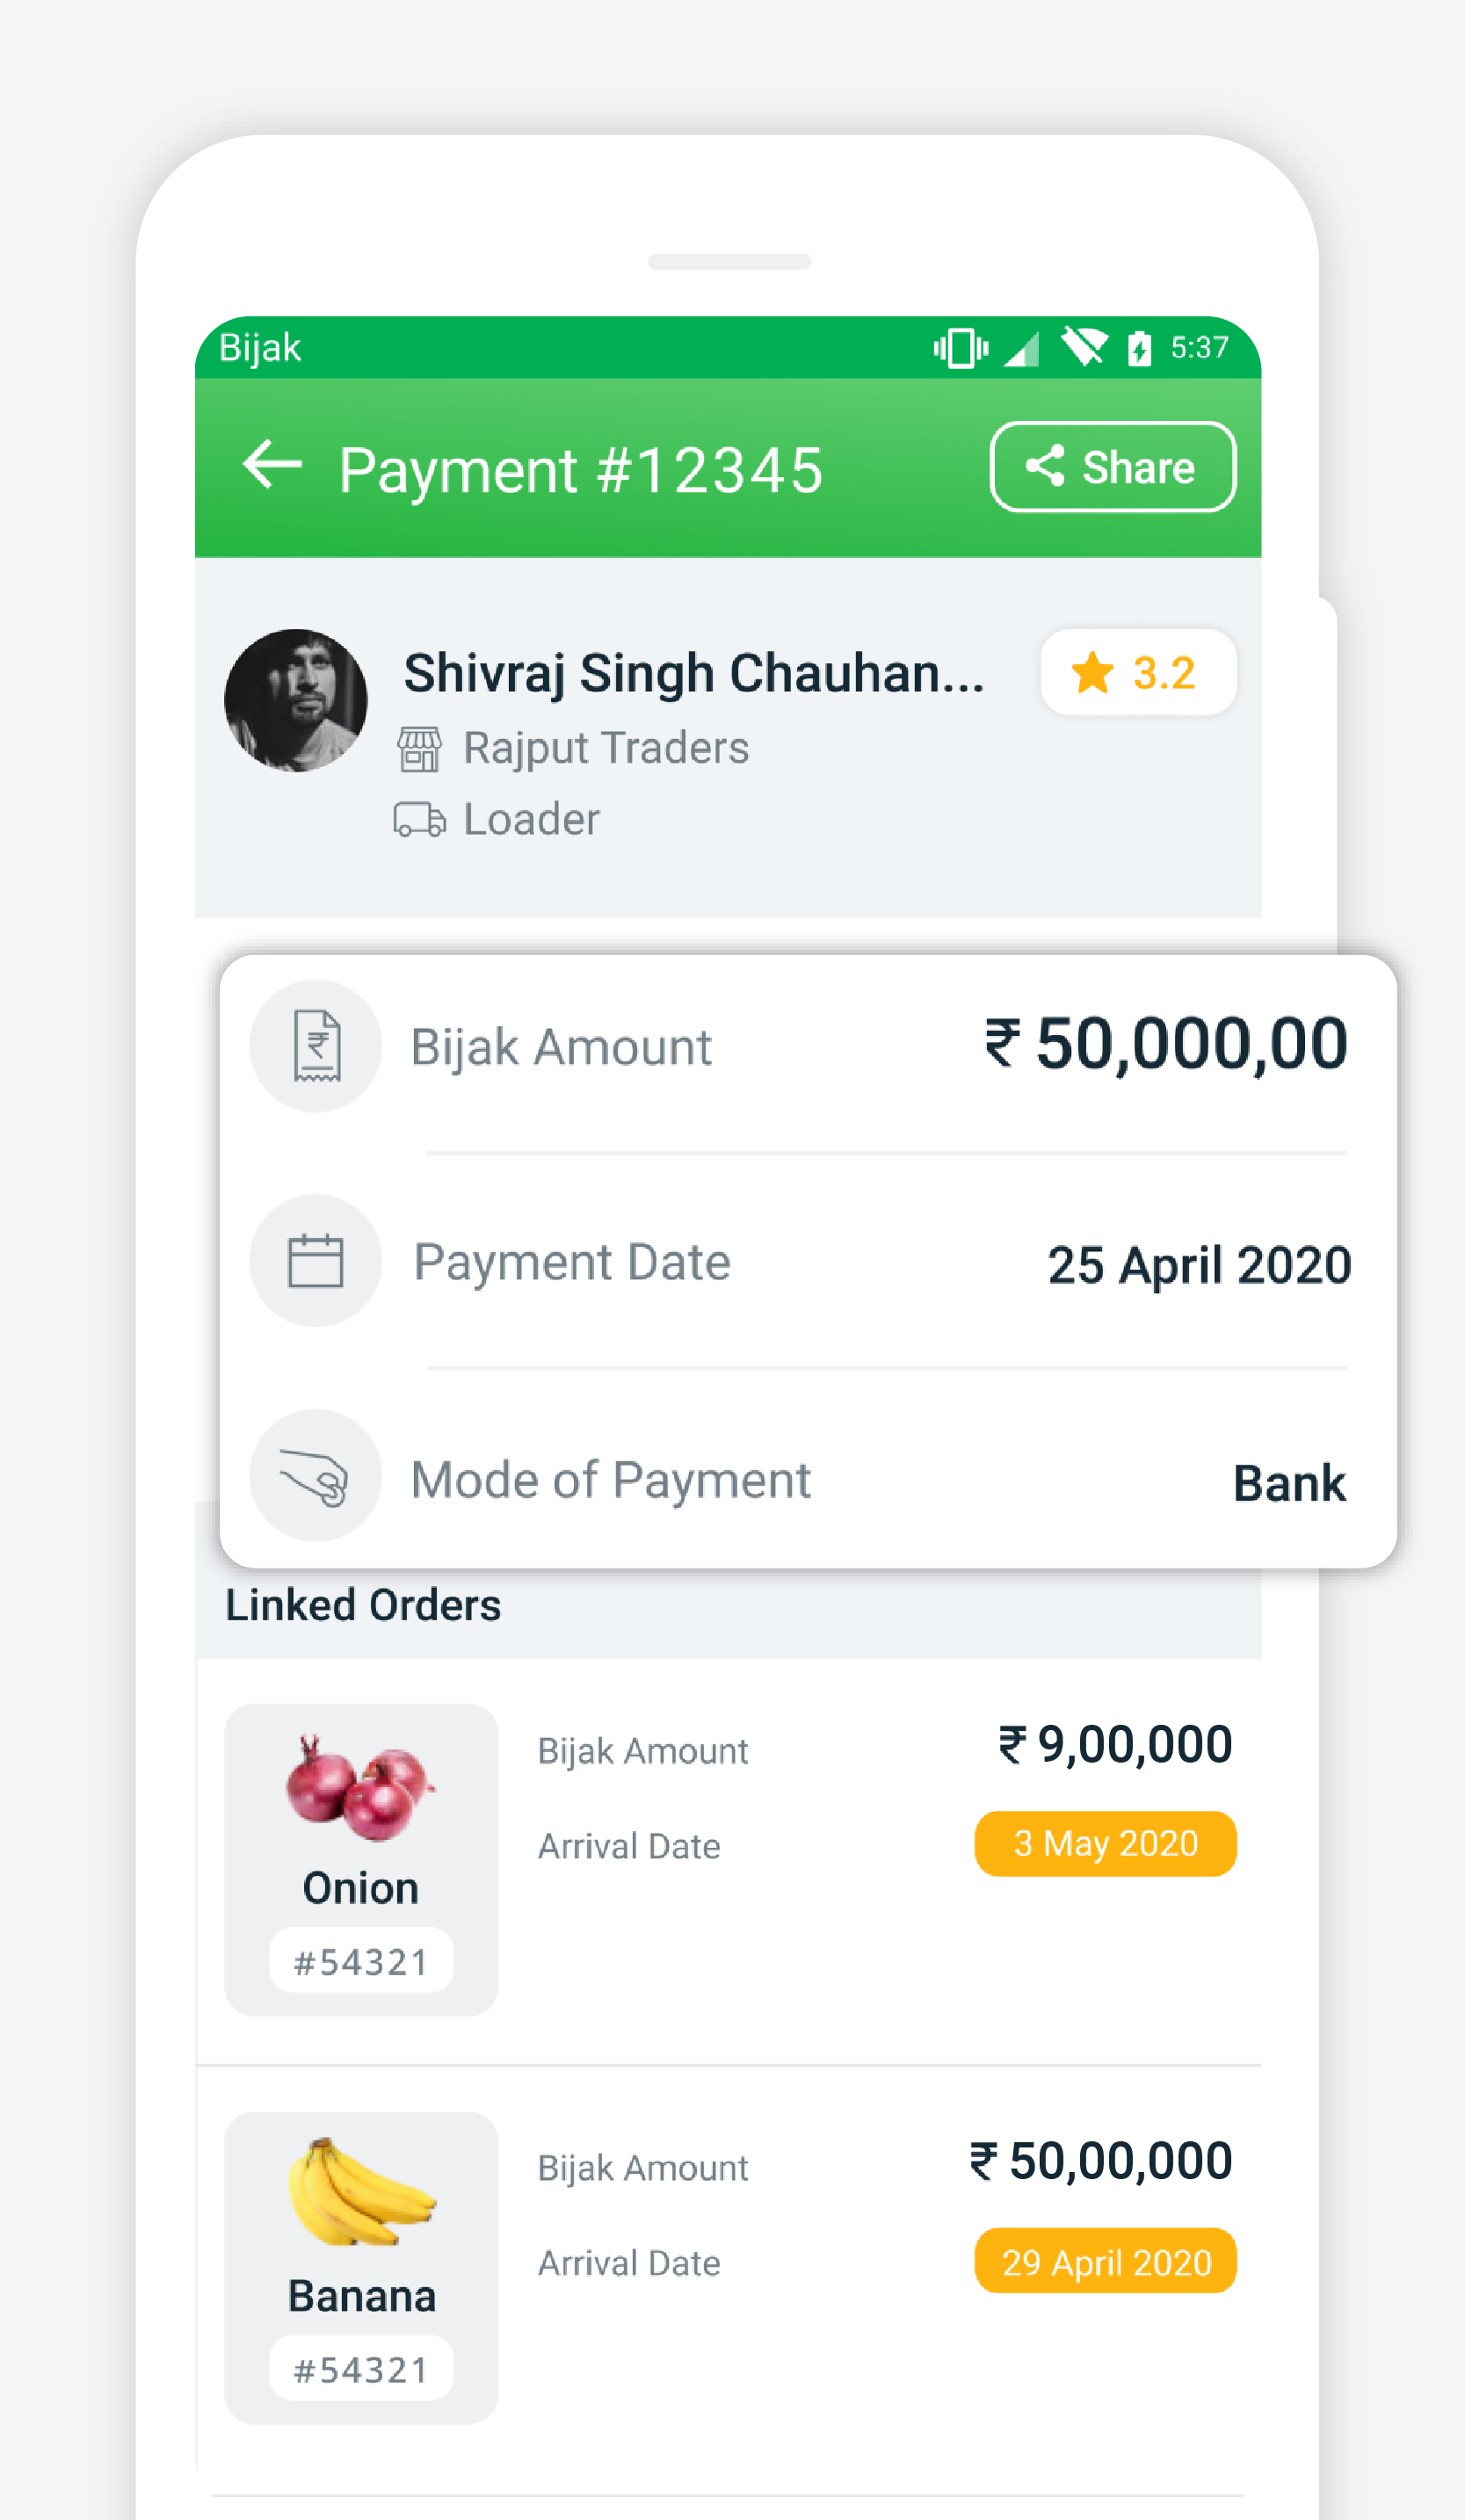 Bijak 5:37
Payment #12345 Share
Shivraj Singh Chauhan... 3.2
Rajput Traders
Loader
Bijak Amount ₹ 50,000,00
Payment Date 25 April 2020
Mode of Payment Bank
Linked Orders
Bijak Amount ₹ 9,00,000
Arrival Date 3 May 2020
Onion
#54321
Bijak Amount ₹ 50,00,000
Arrival Date 29 April 2020
Banana
#54321